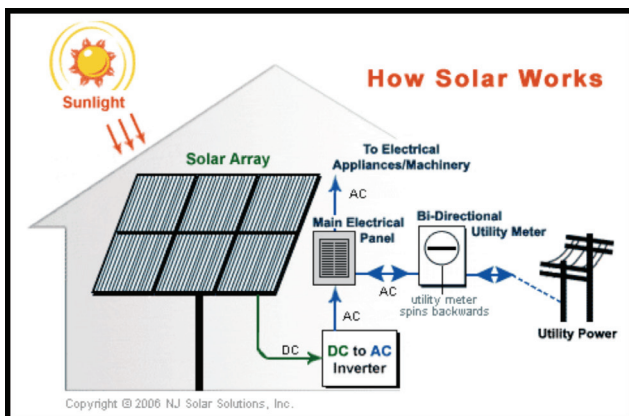 How Solar Works
Sunlight
Solar Array
To Electrical
Appliances/Machinery
AC
Main Electrical
Panel
Bi-Directional
Utility Meter
AC
utility meter
spins backwards
Utility Power
AC
DC
DC to AC
Inverter
Copyright © 2006 NJ Solar Solutions, Inc.